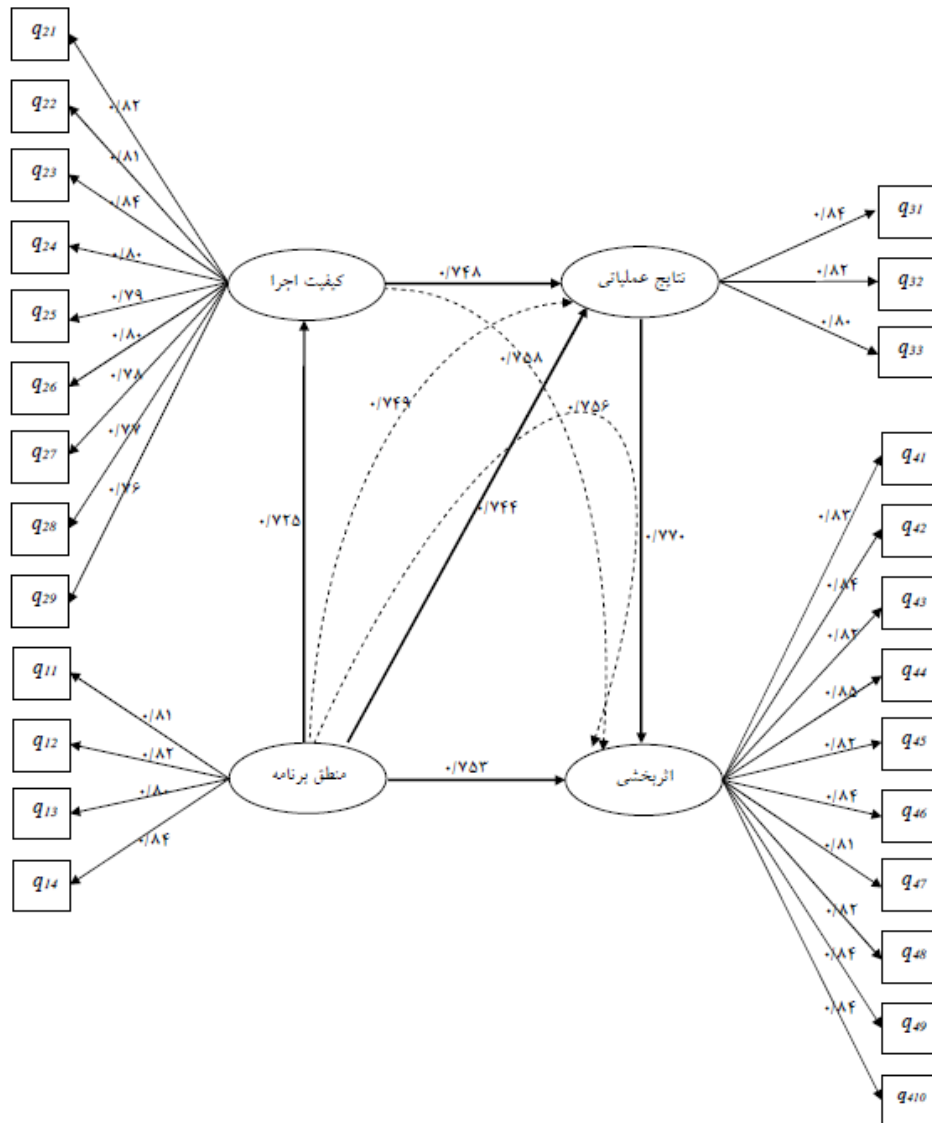 q21
q22
q23
q24
q25
q26
q27
q28
q29
۰/۸۲
۰/۸۱
۰/۸۴
۰/۸۰
۰/۷۹
۰/۸۰
۰/۷۸
۰/۷۷
۰/۷۶
کیفیت اجرا
۰/۷۴۸
نتایج عملیاتی
۰/۸۴
۰/۸۲
۰/۸۰
q31
q32
q33
۰/۷۵۸
۰/۷۴۹
۰/۷۵۶
۰/۷۲۵
۰/۷۴۴
۰/۷۷۰
q11
q12
q13
q14
۰/۸۱
۰/۸۲
۰/۸۰
۰/۸۴
منطق برنامه
۰/۷۵۳
اثربخشی
۰/۸۳
۰/۸۴
۰/۸۵
۰/۸۲
۰/۸۴
۰/۸۱
۰/۸۲
۰/۸۴
۰/۸۴
q41
q42
q43
q44
q45
q46
q47
q48
q49
q410